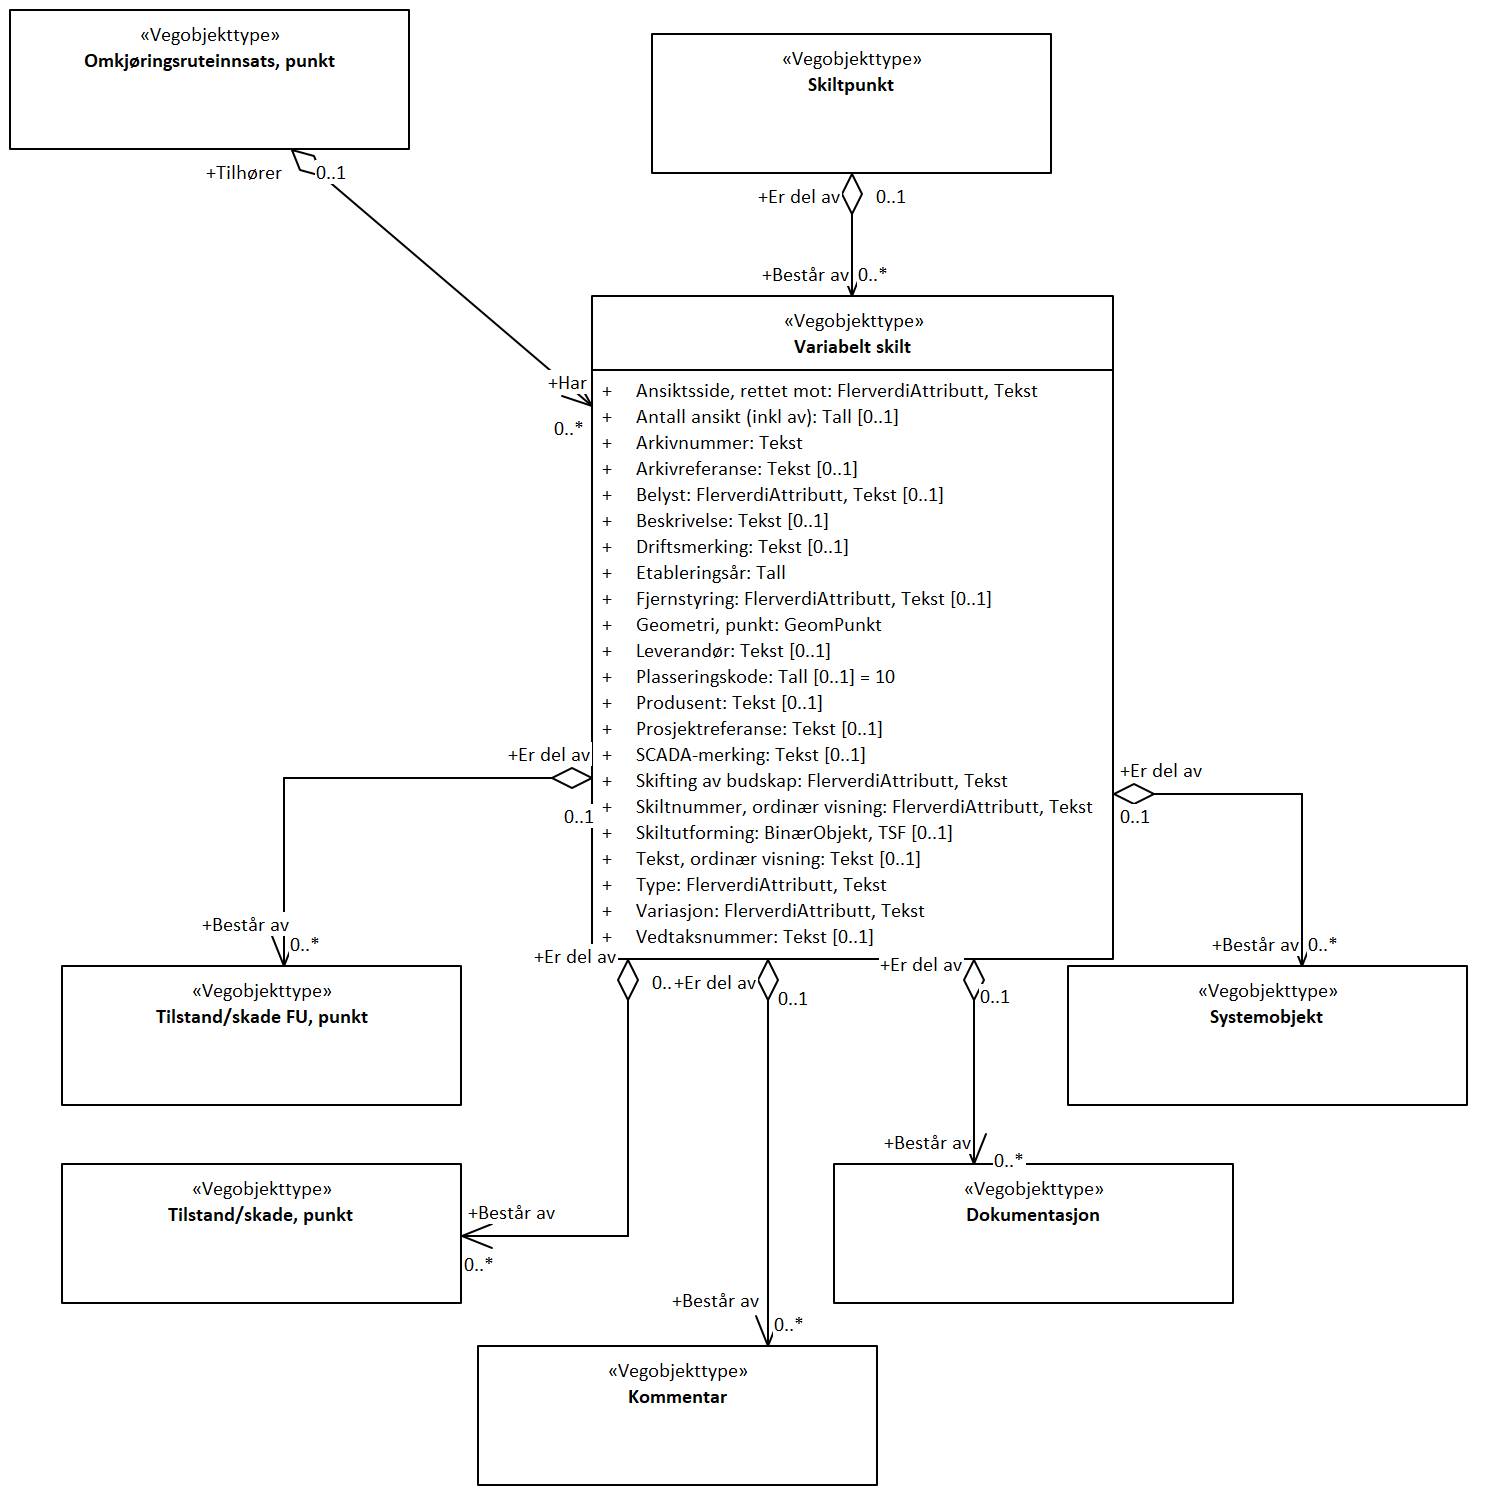 «Vegobjekttype»
Omkjøringsruteinnsats, punkt
«Vegobjekttype»
Skiltpunkt
+Tilhører
0..1
+Er del av
0..1
+Består av
0..*
+Har
0..*
«Vegobjekttype»
Variabelt skilt
+ Ansiktsside, rettet mot: FlerverdiAttributt, Tekst
+ Antall ansikt (inkl av): Tall [0..1]
+ Arkivnummer: Tekst
+ Arkivreferanse: Tekst [0..1]
+ Belyst: FlerverdiAttributt, Tekst [0..1]
+ Beskrivelse: Tekst [0..1]
+ Driftsmerking: Tekst [0..1]
+ Etableringsår: Tall
+ Fjernstyring: FlerverdiAttributt, Tekst [0..1]
+ Geometri, punkt: GeomPunkt
+ Leverandør: Tekst [0..1]
+ Plasseringskode: Tall [0..1] = 10
+ Produsent: Tekst [0..1]
+ Prosjektreferanse: Tekst [0..1]
+ SCADA-merking: Tekst [0..1]
+ Skifting av budskap: FlerverdiAttributt, Tekst
+ Skiltnummer, ordinær visning: FlerverdiAttributt, Tekst
+ Skiltutforming: BinærObjekt, TSF [0..1]
+ Tekst, ordinær visning: Tekst [0..1]
+ Type: FlerverdiAttributt, Tekst
+ Variasjon: FlerverdiAttributt, Tekst
+ Vedtaksnummer: Tekst [0..1]
+Er del av
0..1
+Består av
0..*
«Vegobjekttype»
Tilstand/skade FU, punkt
+Er del av
0..1
+Består av
0..*
«Vegobjekttype»
Systemobjekt
+Er del av
0..
+Består av
0..*
«Vegobjekttype»
Tilstand/skade, punkt
+Er del av
0..1
+Består av
0..*
«Vegobjekttype»
Kommentar
+Er del av
0..1
+Består av
0..*
«Vegobjekttype»
Dokumentasjon